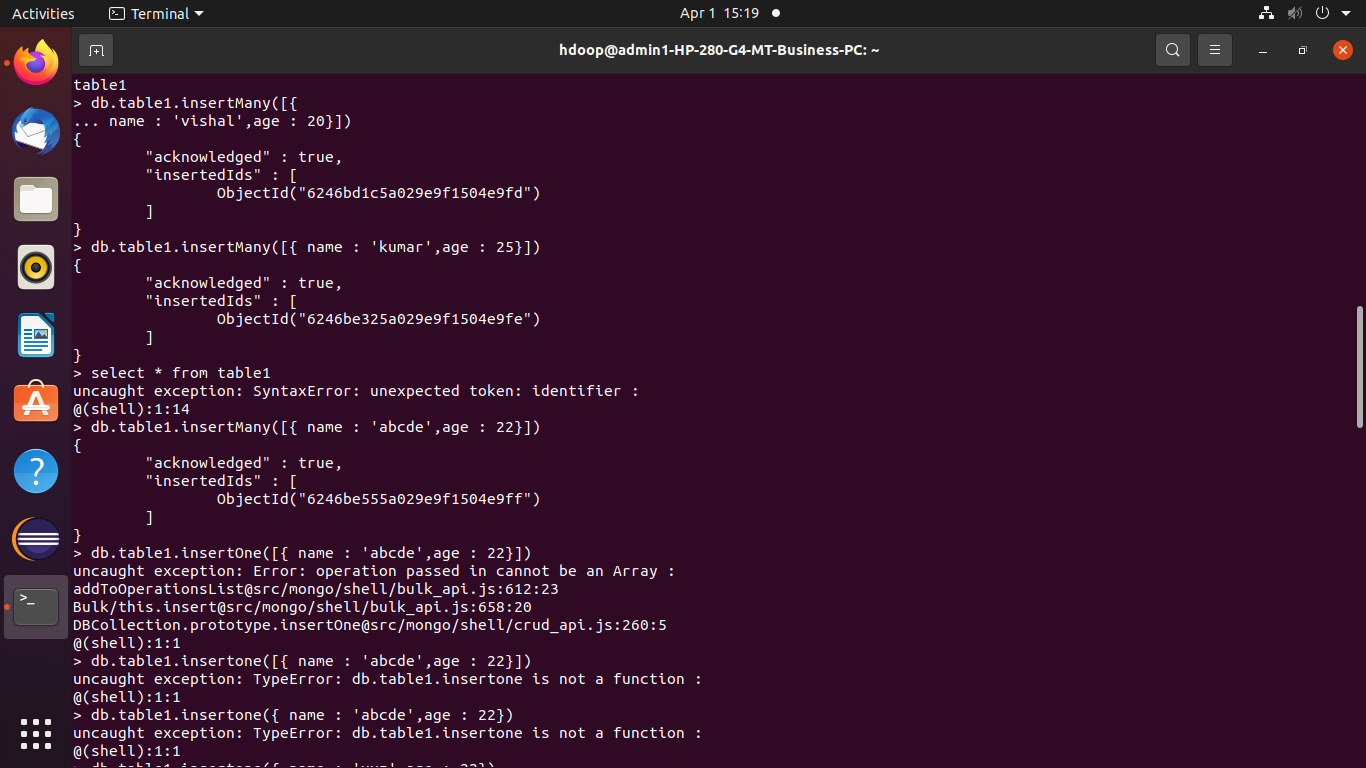 Activities
Terminal
Apr 1 15:19
hdoop@admin1-HP-280-G4-MT-Business-PC: ~
table1
> db.table1.insertMany([{
... name : 'vishal',age : 20}])
{
        "acknowledged" : true,
        "insertedIds" : [
                ObjectId("6246bd1c5a029e9f1504e9fd")
        ]
}
> db.table1.insertMany([{ name : 'kumar',age : 25}])
{
        "acknowledged" : true,
        "insertedIds" : [
                ObjectId("6246be325a029e9f1504e9fe")
        ]
}
> select * from table1
uncaught exception: SyntaxError: unexpected token: identifier :
@(shell):1:14
> db.table1.insertMany([{ name : 'abcde',age : 22}])
{
        "acknowledged" : true,
        "insertedIds" : [
                ObjectId("6246be555a029e9f1504e9ff")
        ]
}
> db.table1.insertOne([{ name : 'abcde',age : 22}])
uncaught exception: Error: operation passed in cannot be an Array :
addToOperationsList@src/mongo/shell/bulk_api.js:612:23
Bulk/this.insert@src/mongo/shell/bulk_api.js:658:20
DBCollection.prototype.insertOne@src/mongo/shell/crud_api.js:260:5
@(shell):1:1
> db.table1.insertone([{ name : 'abcde',age : 22}])
uncaught exception: TypeError: db.table1.insertone is not a function :
@(shell):1:1
> db.table1.insertone({ name : 'abcde',age : 22})
uncaught exception: TypeError: db.table1.insertone is not a function :
@(shell):1:1